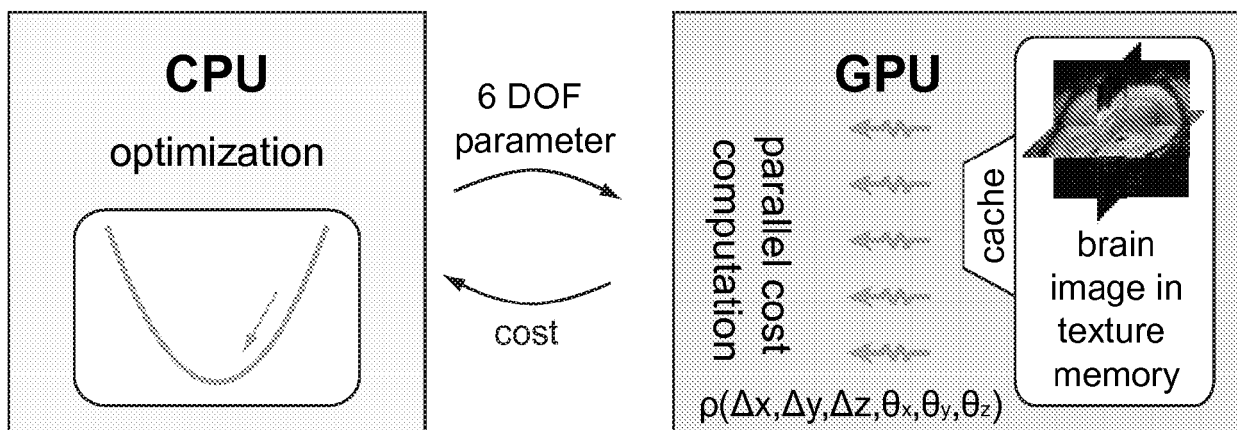 CPU
optimization
6 DOF
parameter
cost
GPU
parallel cost
computation
cache
brain
image in
texture
memory
ρ(Δx,Δy,Δz,θx,θy,θz)